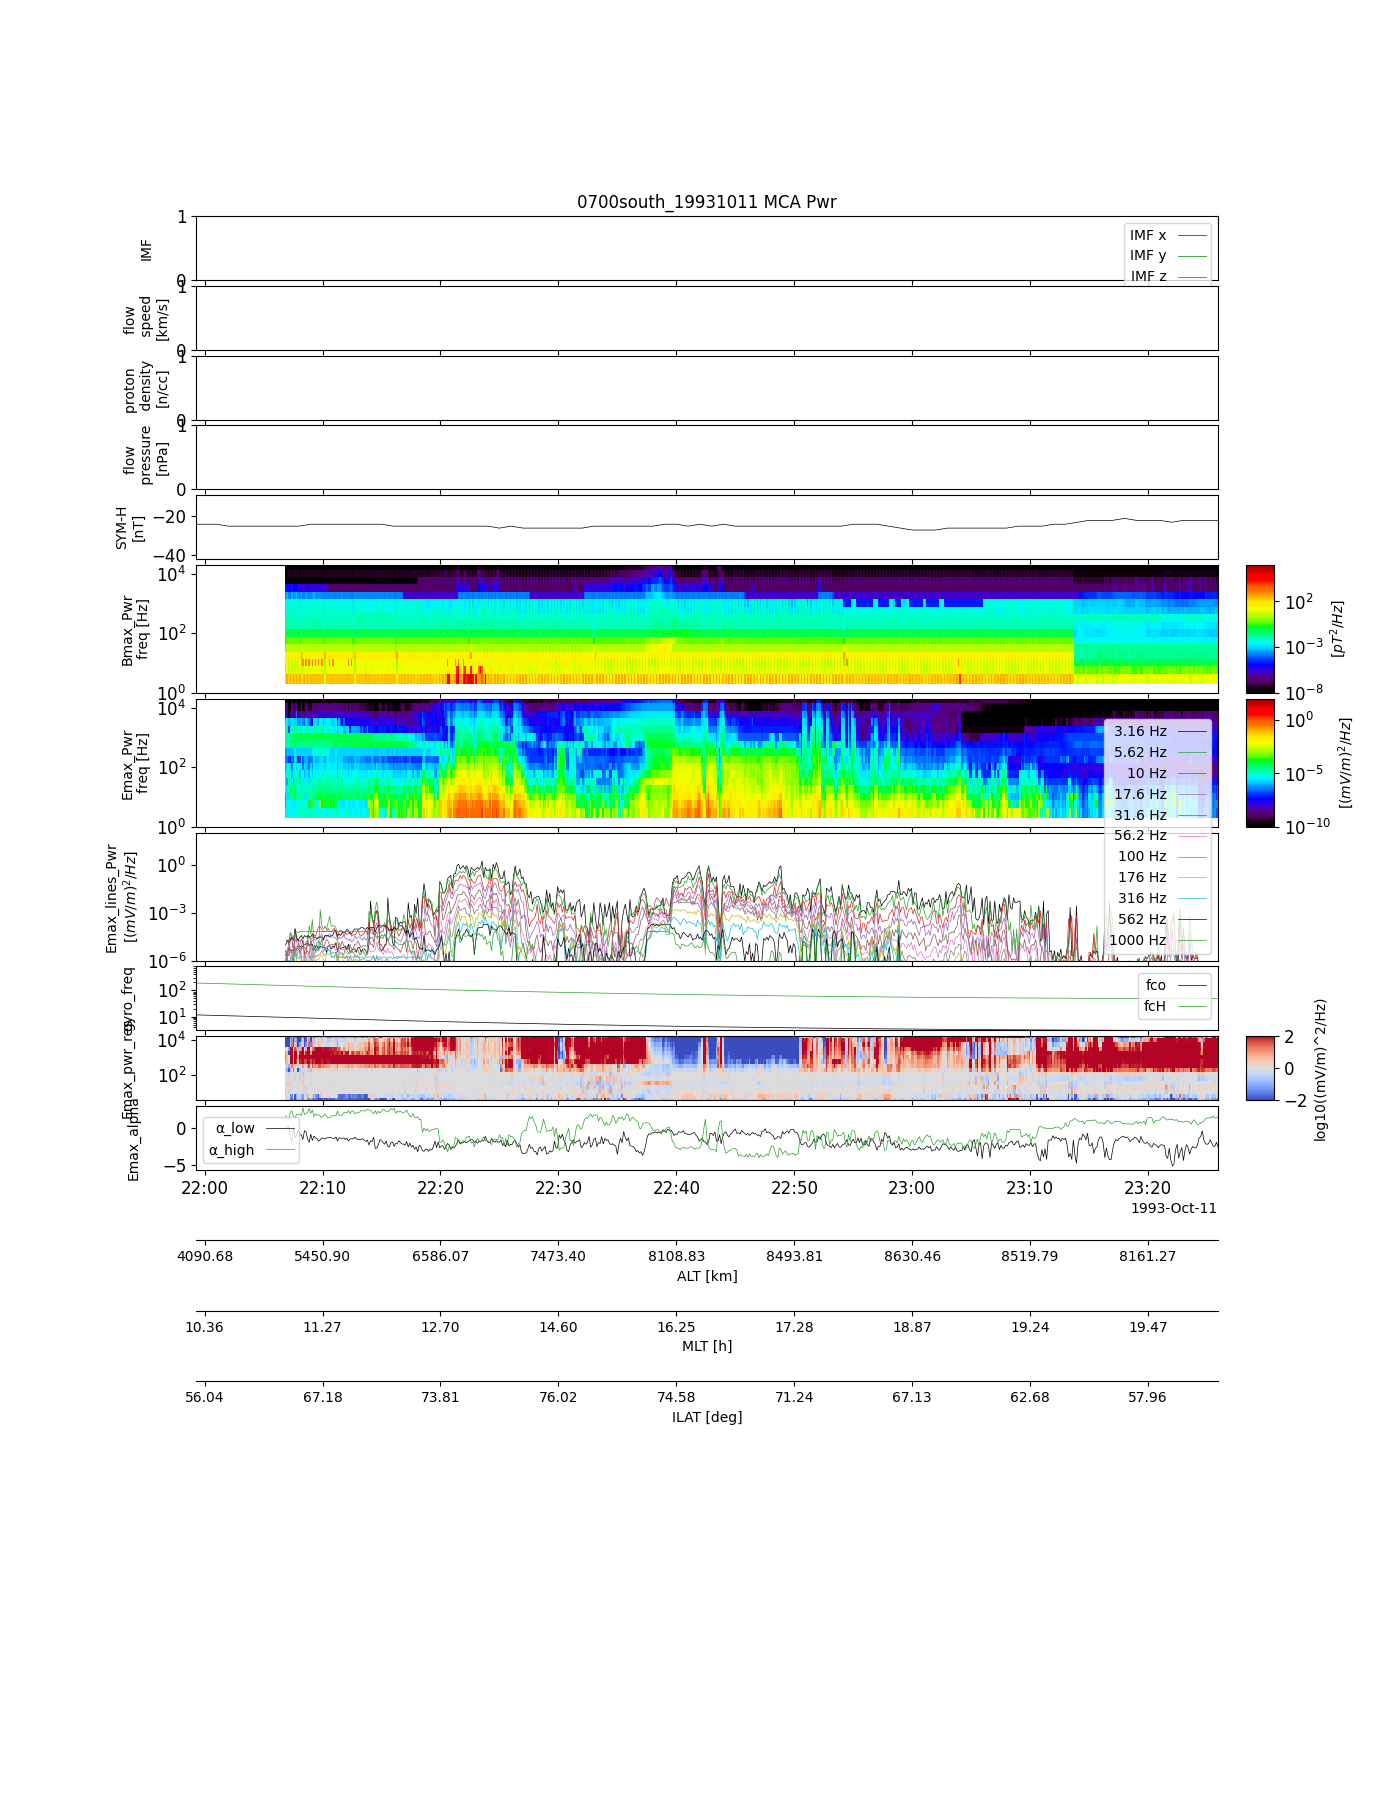 0700south_19931011 MCA Pwr
1
0
IMF
IMF x
IMF y
IMF z
1
0
flow
speed
[km/s]
1
0
proton
density
[n/cc]
1
0
flow
pressure
[nPa]
−20
−40
SYM-H
[nT]
10^4
10^2
10^0
Bmax_Pwr
freq [Hz]
10^2
10^−3
10^−8
[pT^2/Hz]
10^4
10^2
10^0
Emax_Pwr
freq [Hz]
10^0
10^−5
10^−10
[(mV/m)^2/Hz]
3.16 Hz
5.62 Hz
10 Hz
17.6 Hz
31.6 Hz
56.2 Hz
100 Hz
176 Hz
316 Hz
562 Hz
1000 Hz
10^0
10^−3
10^−6
Emax_lines_Pwr
[(mV/m)^2/Hz]
10^2
10^1
gyro_freq
fco
fcH
10^4
10^2
Emax_pwr_reg
2
0
−2
log10((mV/m)^2/Hz)
0
−5
Emax_alpha
α_low
α_high
22:00 22:10 22:20 22:30 22:40 22:50 23:00 23:10 23:20
1993-Oct-11
4090.68 5450.90 6586.07 7473.40 8108.83 8493.81 8630.46 8519.79 8161.27
ALT [km]
10.36 11.27 12.70 14.60 16.25 17.28 18.87 19.24 19.47
MLT [h]
56.04 67.18 73.81 76.02 74.58 71.24 67.13 62.68 57.96
ILAT [deg]